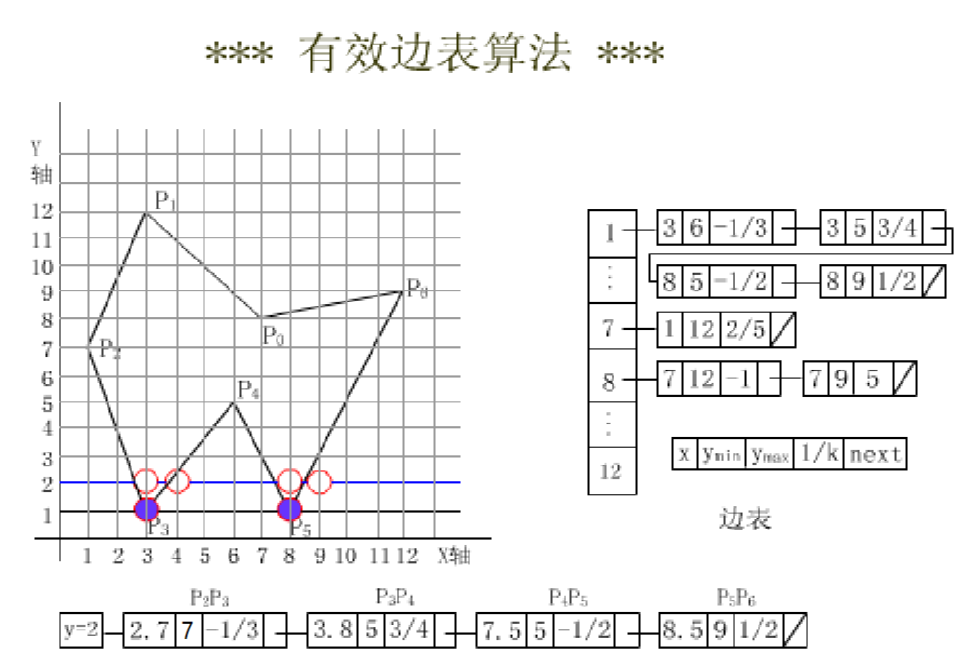 *** 有效边表算法 ***
Y
轴
12
11
10
9
8
7
6
5
4
3
2
1
P1
P2
P0
P6
P4
P3
P5
1 2 3 4 5 6 7 8 9 10 11 12 X轴
1 3 6 -1/3 3 5 3/4
⋮ 8 5 -1/2 8 9 1/2
7 1 12 2/5
8 7 12 -1 7 9 5
⋮
12
x ymin ymax 1/k next
边表
P2P3 P3P4 P4P5 P5P6
y=2 2.7 7 -1/3 3.8 5 3/4 7.5 5 -1/2 8.5 9 1/2